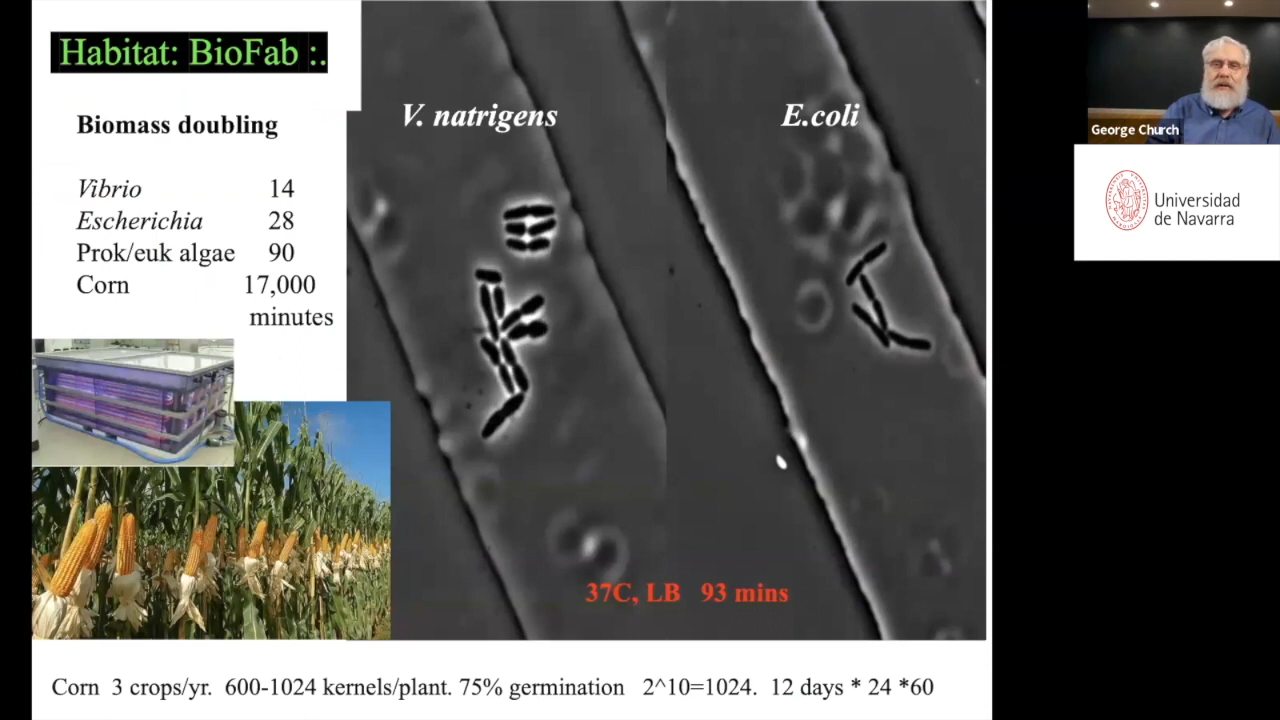 Habitat: BioFab :.
Biomass doubling
Vibrio 14
Escherichia 28
Prok/euk algae 90
Corn 17,000
minutes
V. natrigens
E.coli
37C, LB 93 mins
Corn 3 crops/yr. 600-1024 kernels/plant. 75% germination 2^10=1024. 12 days * 24 *60
George Church
Universidad
de Navarra